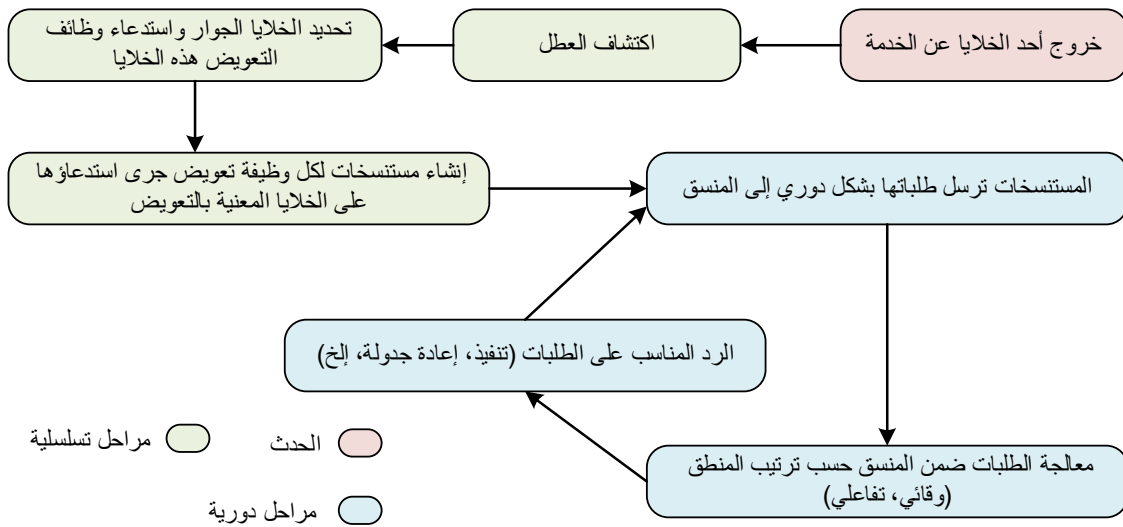 خروج أحد الخلايا عن الخدمة
اكتشاف العطل
تحديد الخلايا الجوار واستدعاء وظائف
التعويض هذه الخلايا
إنشاء مستنسخات لكل وظيفة تعويض جرى استدعاؤها
على الخلايا المعنية بالتعويض
المستنسخات ترسل طلباتها بشكل دوري إلى المنسق
معالجة الطلبات ضمن المنسق حسب ترتيب المنطق
(وقائي، تفاعلي)
الرد المناسب على الطلبات (تنفيذ، إعادة جدولة، إلخ)
الحدث
مراحل تسلسلية
مراحل دورية